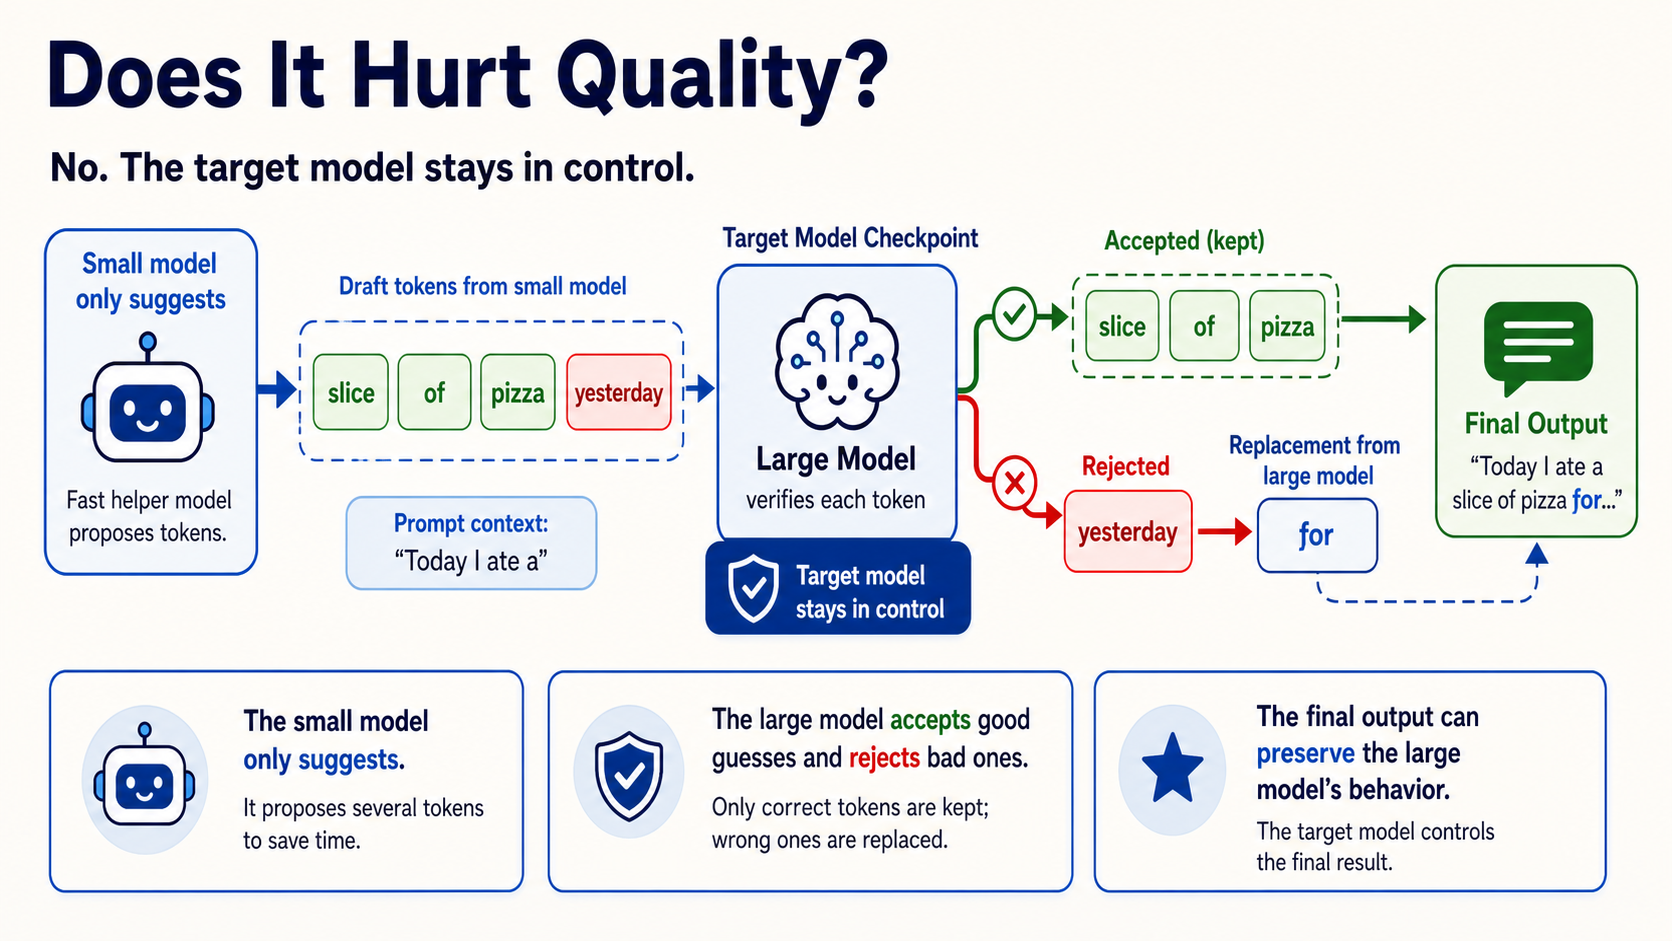 Does It Hurt Quality?
No. The target model stays in control.
Small model
only suggests
Fast helper model
proposes tokens.
Draft tokens from small model
slice
of
pizza
yesterday
Prompt context:
“Today I ate a”
Target Model Checkpoint
Large Model
verifies each token
Target model
stays in control
Accepted (kept)
slice
of
pizza
Rejected
yesterday
Replacement from
large model
for
Final Output
“Today I ate a
slice of pizza for...”
The small model
only suggests.
It proposes several tokens
to save time.
The large model accepts good
guesses and rejects bad ones.
Only correct tokens are kept;
wrong ones are replaced.
The final output can
preserve the large
model’s behavior.
The target model controls
the final result.